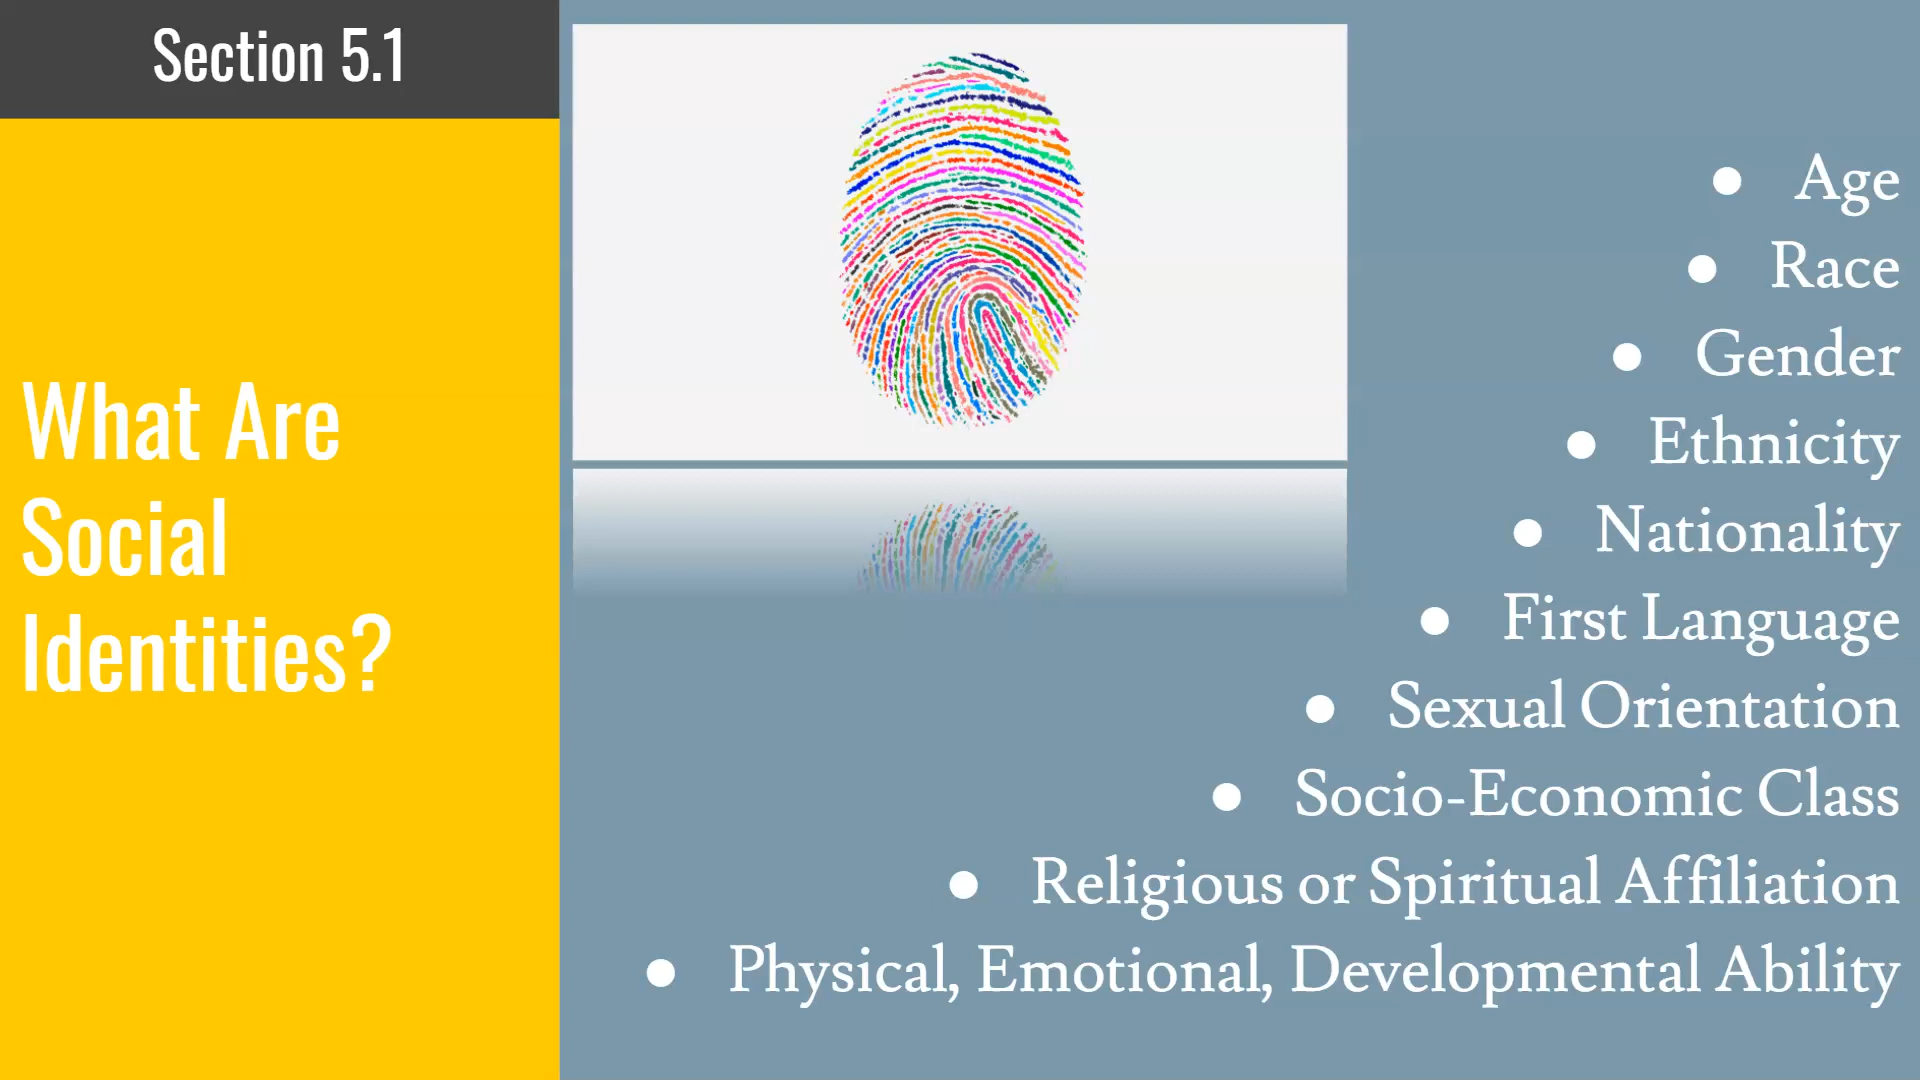 Section 5.1
What Are
Social
Identities?
● Age
● Race
● Gender
● Ethnicity
● Nationality
● First Language
● Sexual Orientation
● Socio-Economic Class
● Religious or Spiritual Affiliation
● Physical, Emotional, Developmental Ability